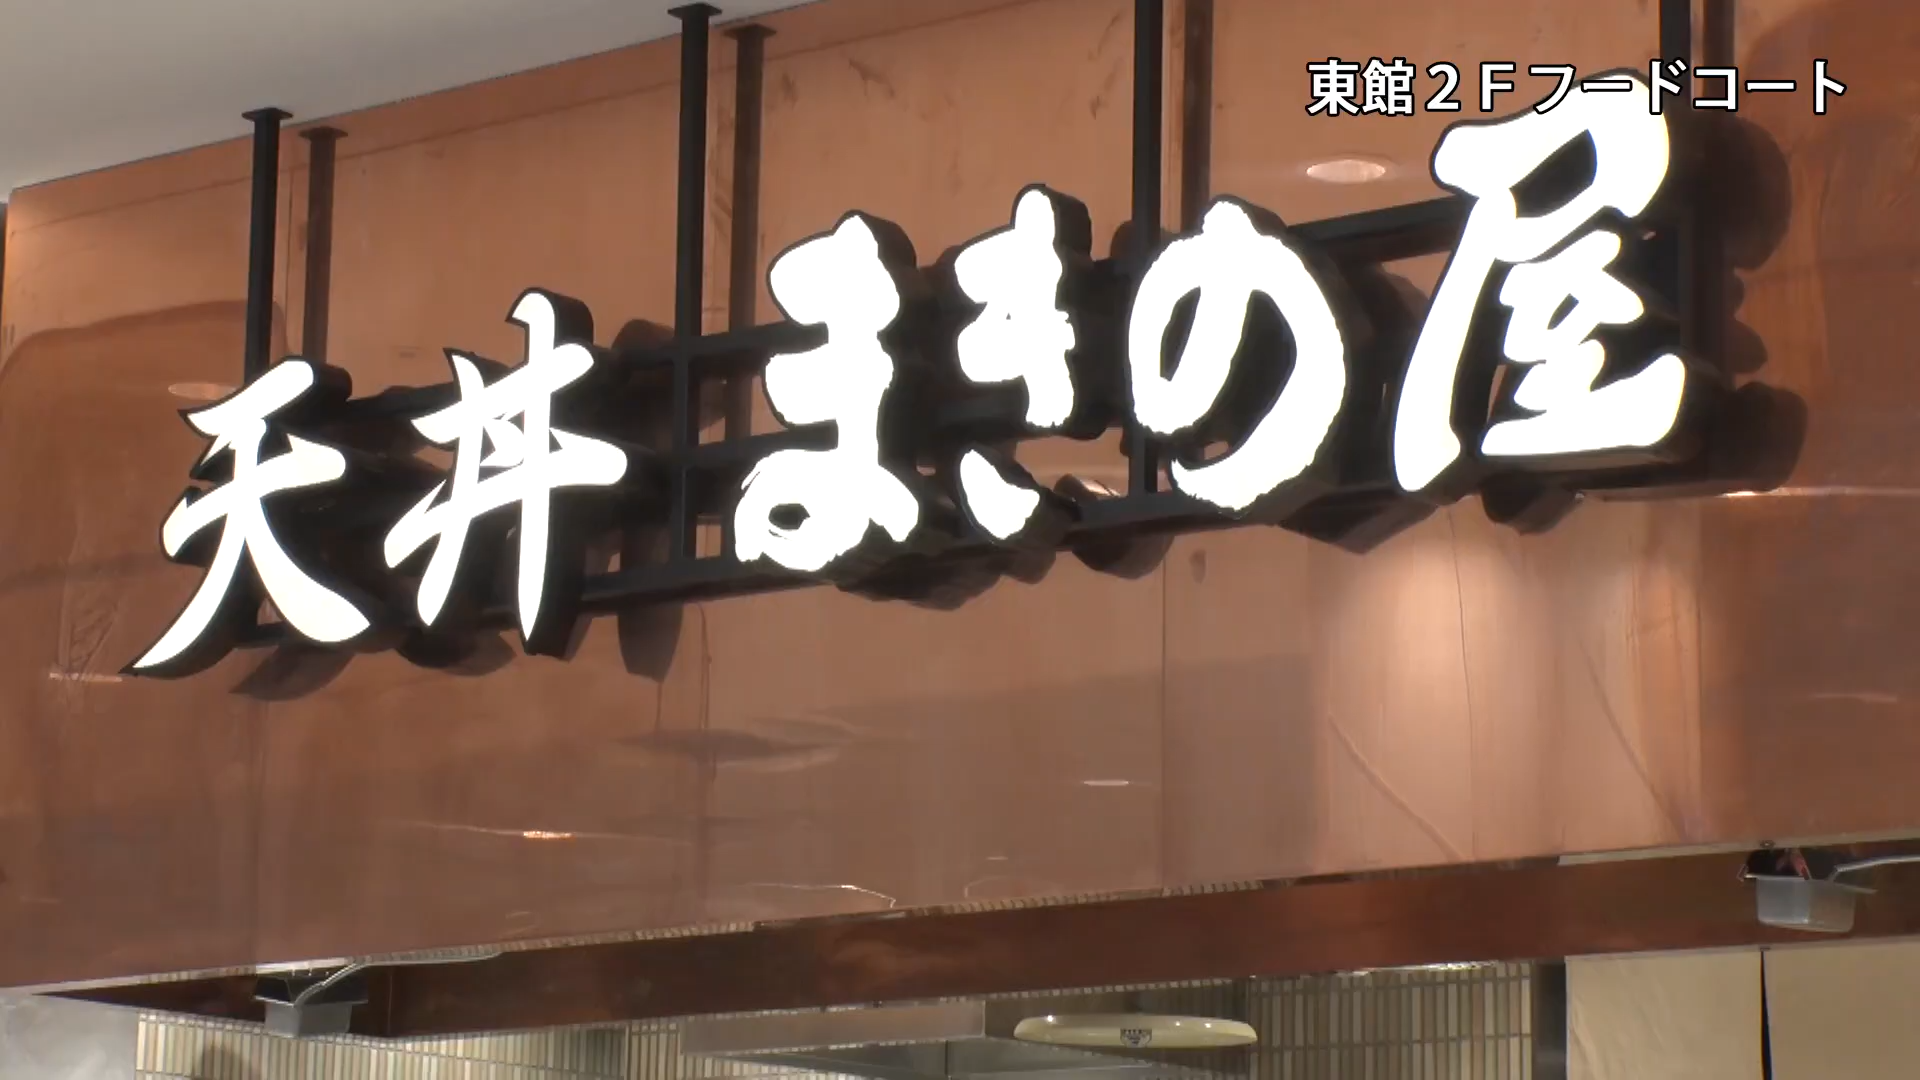 東館２Ｆフードコート
天丼 まきの屋